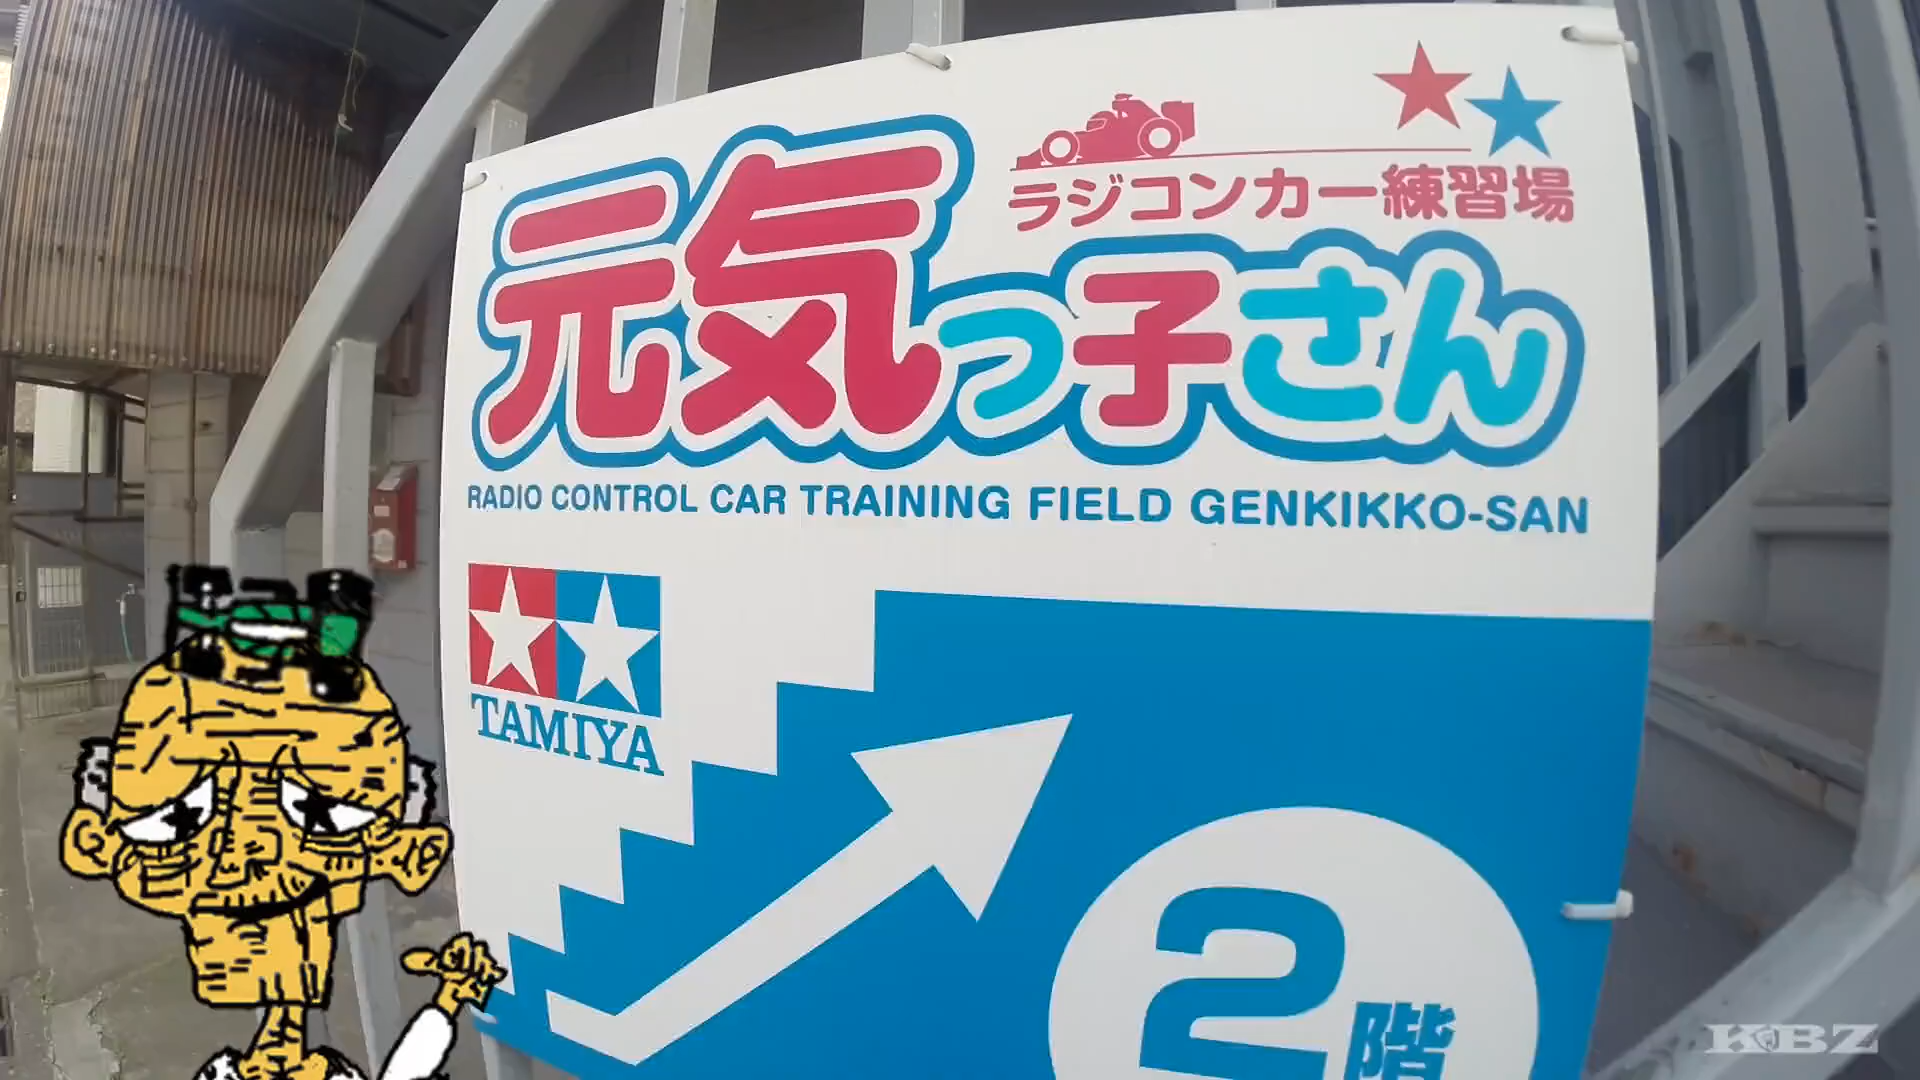 ラジコンカー練習場
元気っ子さん
RADIO CONTROL CAR TRAINING FIELD GENKIKKO-SAN
TAMIYA
2階
KBZ